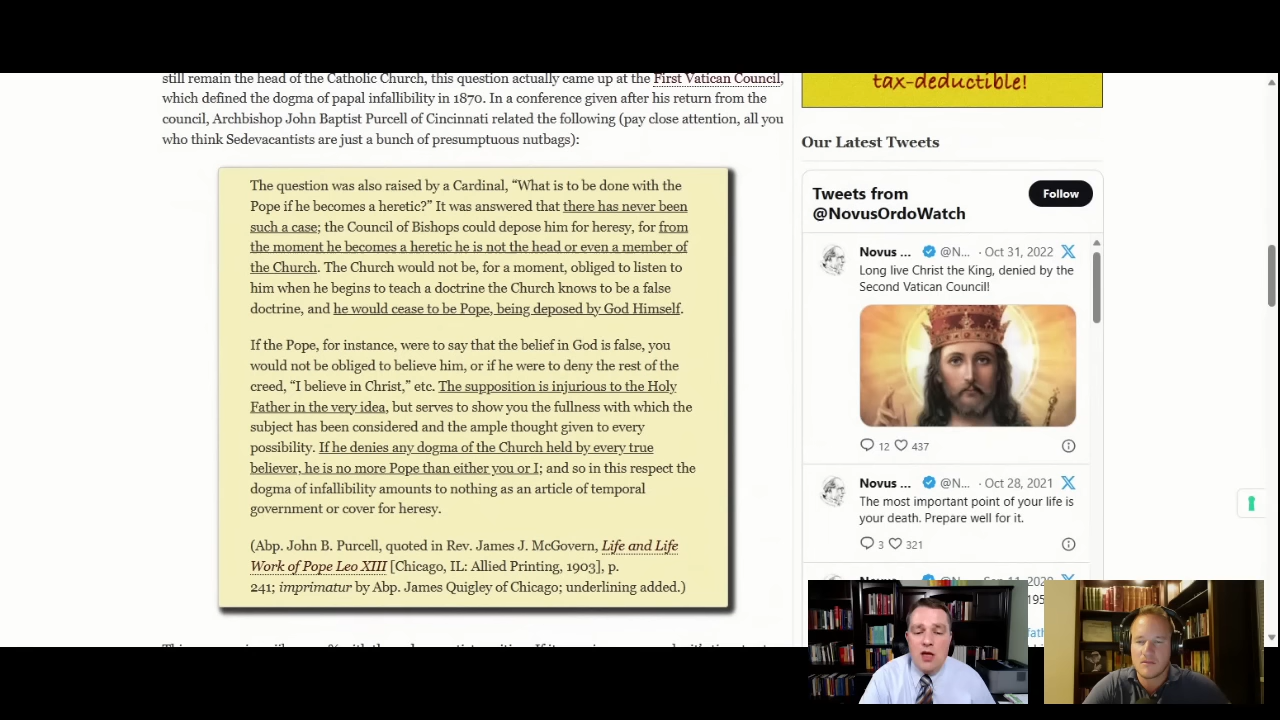 still remain the head of the Catholic Church, this question actually came up at the First Vatican Council,
which defined the dogma of papal infallibility in 1870. In a conference given after his return from the
council, Archbishop John Baptist Purcell of Cincinnati related the following (pay close attention, all you
who think Sedevacantists are just a bunch of presumptuous nutbags):
The question was also raised by a Cardinal, “What is to be done with the
Pope if he becomes a heretic?” It was answered that there has never been
such a case; the Council of Bishops could depose him for heresy, for from
the moment he becomes a heretic he is not the head or even a member of
the Church. The Church would not be, for a moment, obliged to listen to
him when he begins to teach a doctrine the Church knows to be a false
doctrine, and he would cease to be Pope, being deposed by God Himself.
If the Pope, for instance, were to say that the belief in God is false, you
would not be obliged to believe him, or if he were to deny the rest of the
creed, “I believe in Christ,” etc. The supposition is injurious to the Holy
Father in the very idea, but serves to show you the fullness with which the
subject has been considered and the ample thought given to every
possibility. If he denies any dogma of the Church held by every true
believer, he is no more Pope than either you or I; and so in this respect the
dogma of infallibility amounts to nothing as an article of temporal
government or cover for heresy.
(Abp. John B. Purcell, quoted in Rev. James J. McGovern, Life and Life
Work of Pope Leo XIII [Chicago, IL: Allied Printing, 1903], p.
241; imprimatur by Abp. James Quigley of Chicago; underlining added.)
tax-deductible!
Our Latest Tweets
Tweets from
@NovusOrdoWatch
Follow
Novus ... @N... · Oct 31, 2022
Long live Christ the King, denied by the
Second Vatican Council!
12 437
Novus ... @N... · Oct 28, 2021
The most important point of your life is
your death. Prepare well for it.
3 321